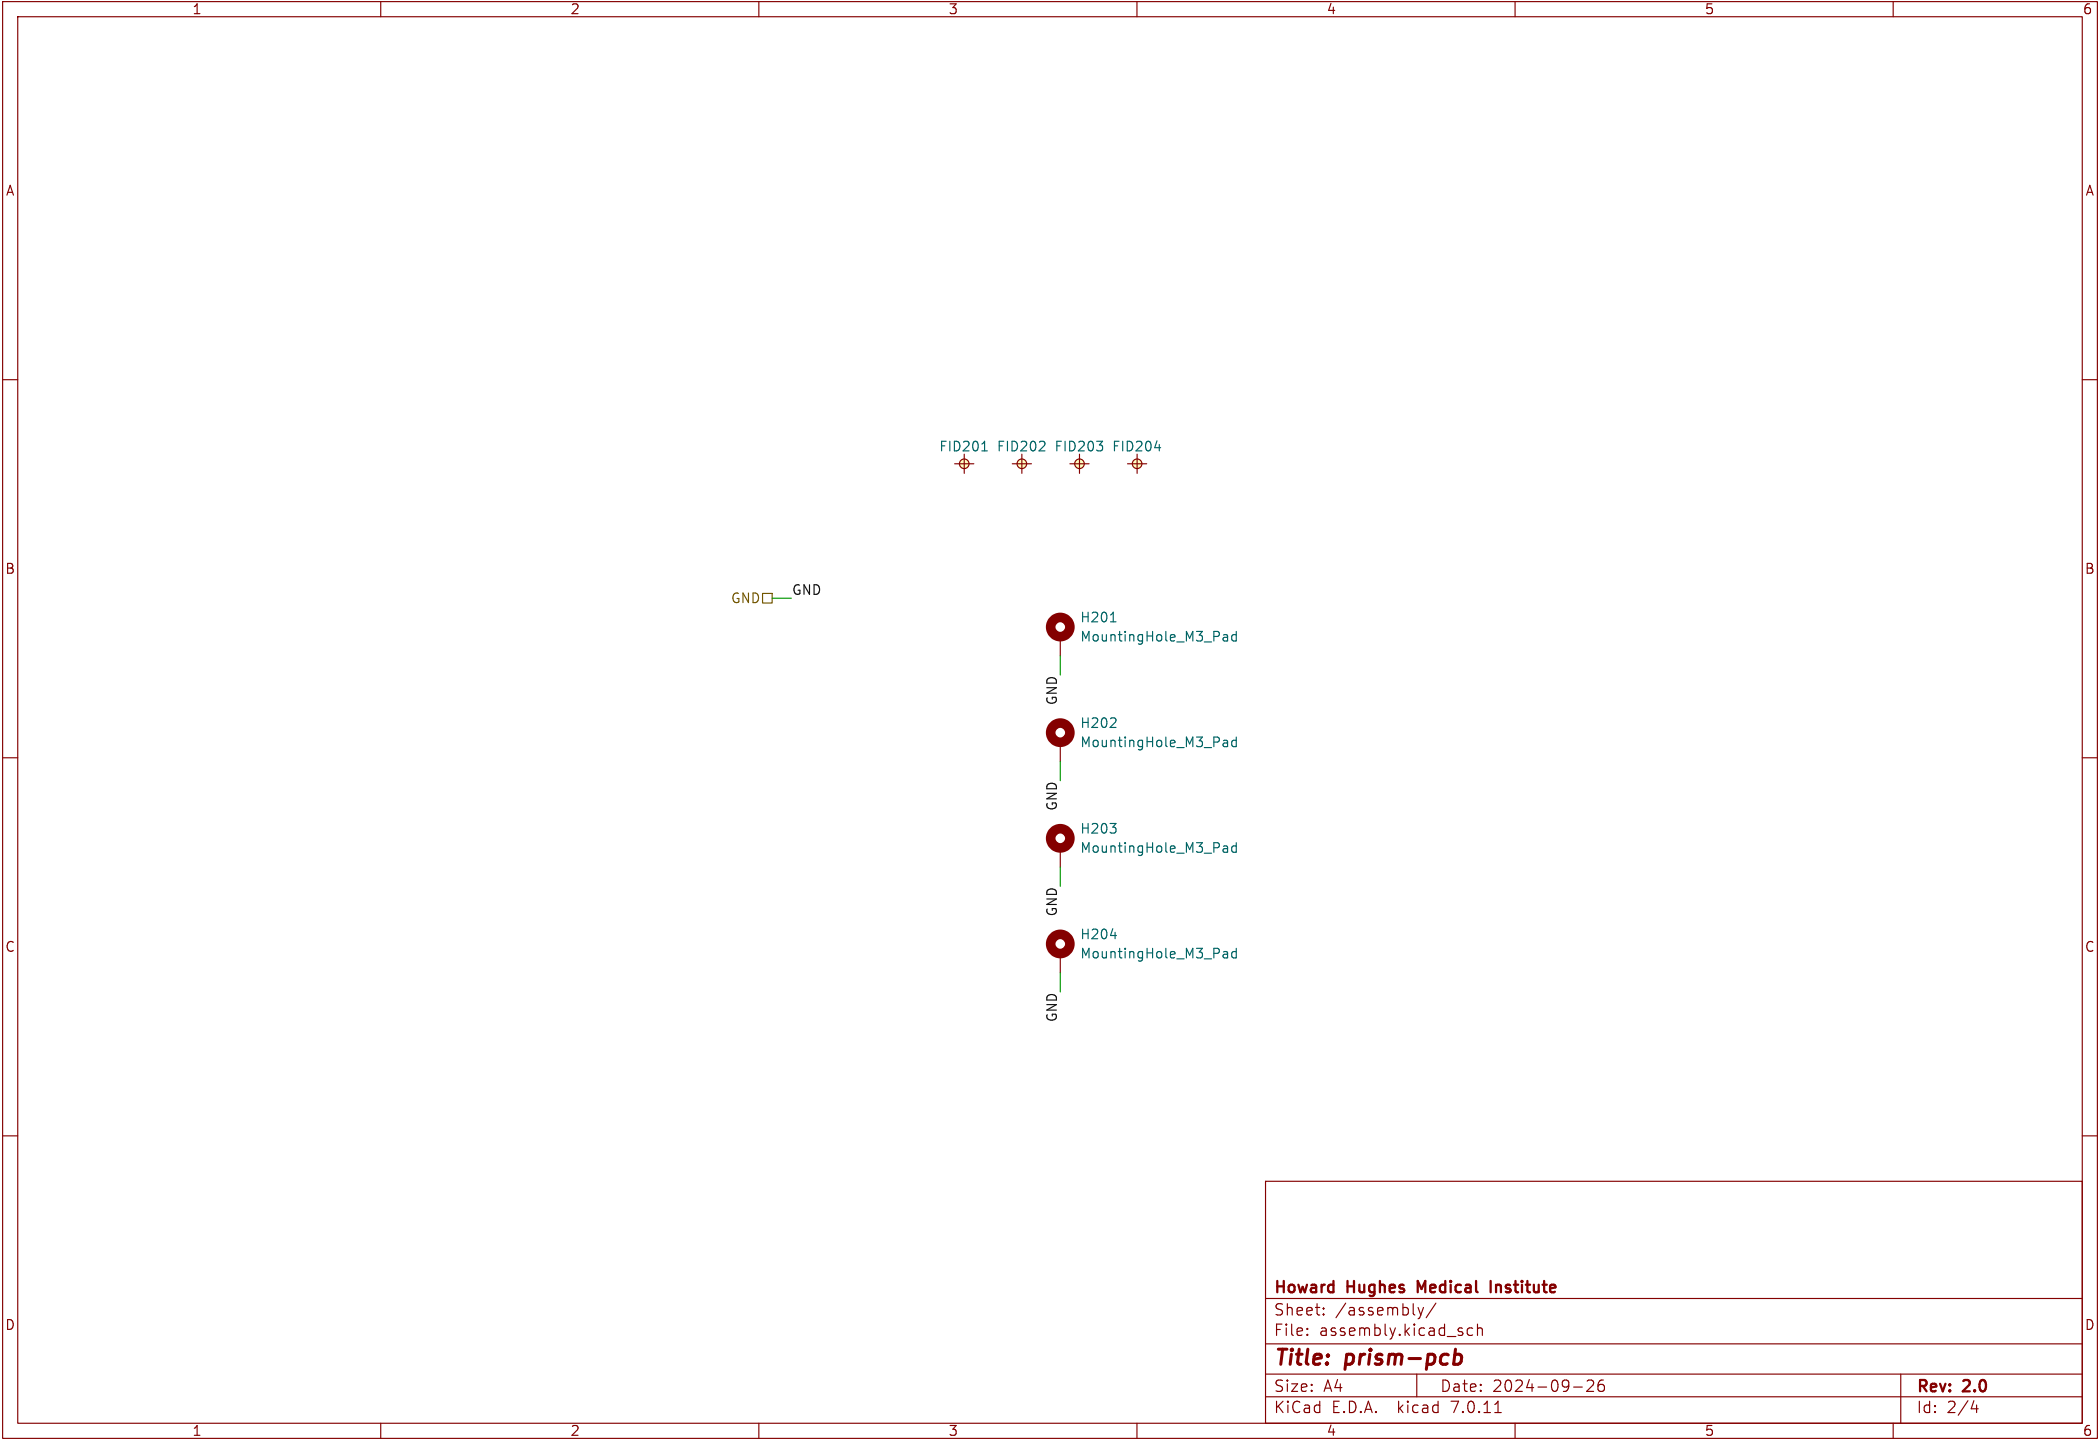 1 2 3 4 5 6
A A
FID201 FID202 FID203 FID204
B B
GND GND
H201
MountingHole_M3_Pad
GND
H202
MountingHole_M3_Pad
GND
H203
MountingHole_M3_Pad
GND
H204
MountingHole_M3_Pad
C C
GND
Howard Hughes Medical Institute
Sheet: /assembly/
File: assembly.kicad_sch
D D
Title: prism-pcb
Size: A4 Date: 2024-09-26 Rev: 2.0
KiCad E.D.A. kicad 7.0.11 Id: 2/4
1 2 3 4 5 6